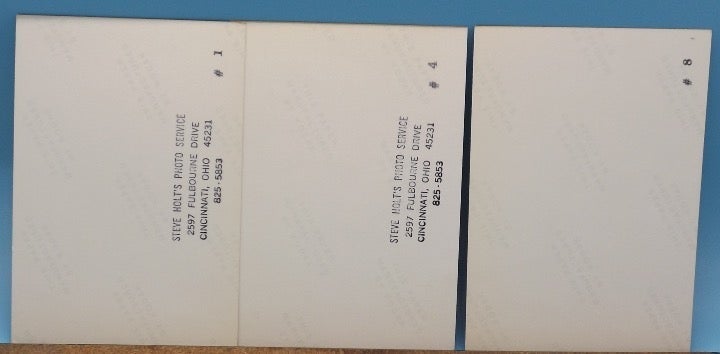 # 1
STEVE HOLT'S PHOTO SERVICE
2597 FULBOURNE DRIVE
CINCINNATI, OHIO 45231
825-5853
# 4
STEVE HOLT'S PHOTO SERVICE
2597 FULBOURNE DRIVE
CINCINNATI, OHIO 45231
825-5853
# 8